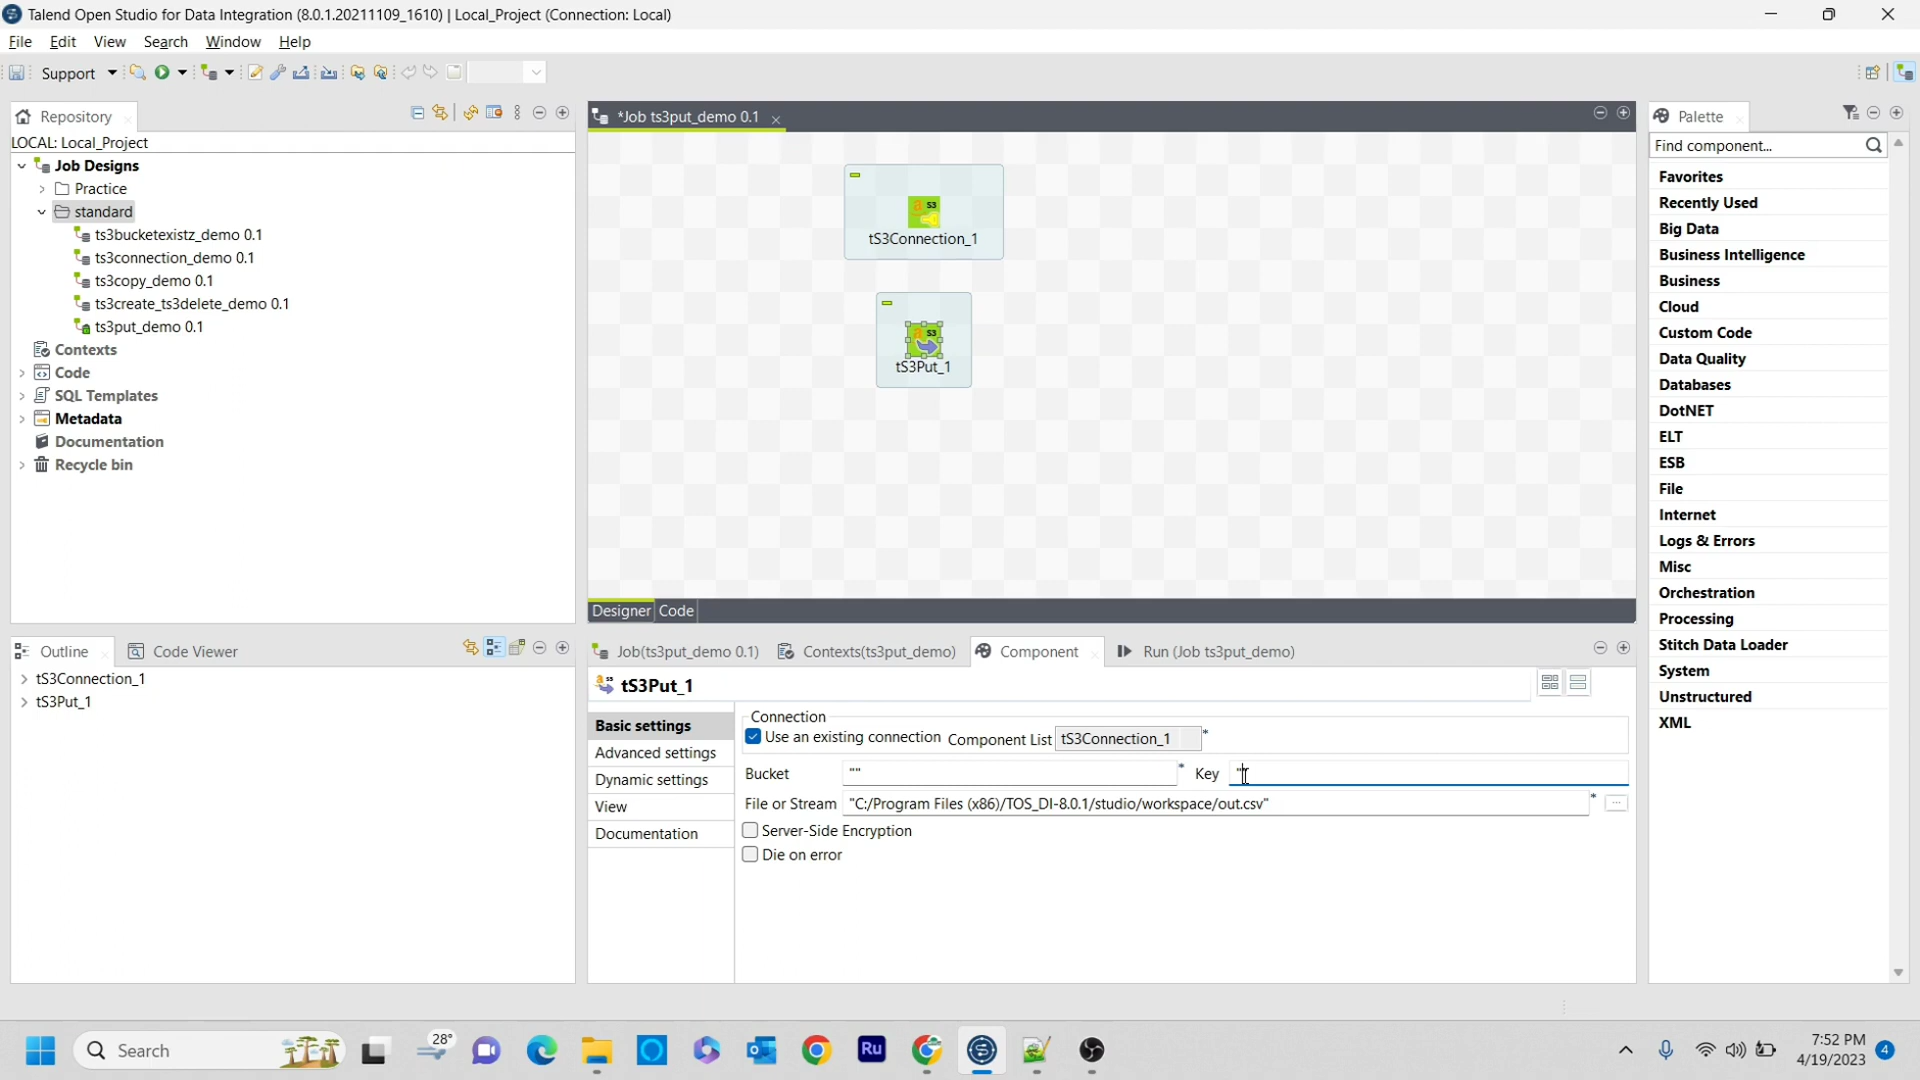 Talend Open Studio for Data Integration (8.0.1.20211109_1610) | Local_Project (Connection: Local)
File Edit View Search Window Help
Support
Repository
LOCAL: Local_Project
Job Designs
Practice
standard
ts3bucketexistz_demo 0.1
ts3connection_demo 0.1
ts3copy_demo 0.1
ts3create_ts3delete_demo 0.1
ts3put_demo 0.1
Contexts
Code
SQL Templates
Metadata
Documentation
Recycle bin
*Job ts3put_demo 0.1
S3
tS3Connection_1
S3
tS3Put_1
Designer Code
Palette
Find component...
Favorites
Recently Used
Big Data
Business Intelligence
Business
Cloud
Custom Code
Data Quality
Databases
DotNET
ELT
ESB
File
Internet
Logs & Errors
Misc
Orchestration
Processing
Stitch Data Loader
System
Unstructured
XML
Outline Code Viewer
tS3Connection_1
tS3Put_1
Job(ts3put_demo 0.1) Contexts(ts3put_demo) Component Run (Job ts3put_demo)
tS3Put_1
Basic settings
Advanced settings
Dynamic settings
View
Documentation
Connection
Use an existing connection Component List tS3Connection_1 *
Bucket "" * Key ""
File or Stream "C:/Program Files (x86)/TOS_DI-8.0.1/studio/workspace/out.csv" * ...
Server-Side Encryption
Die on error
Search
28°
Ru
7:52 PM
4/19/2023
4